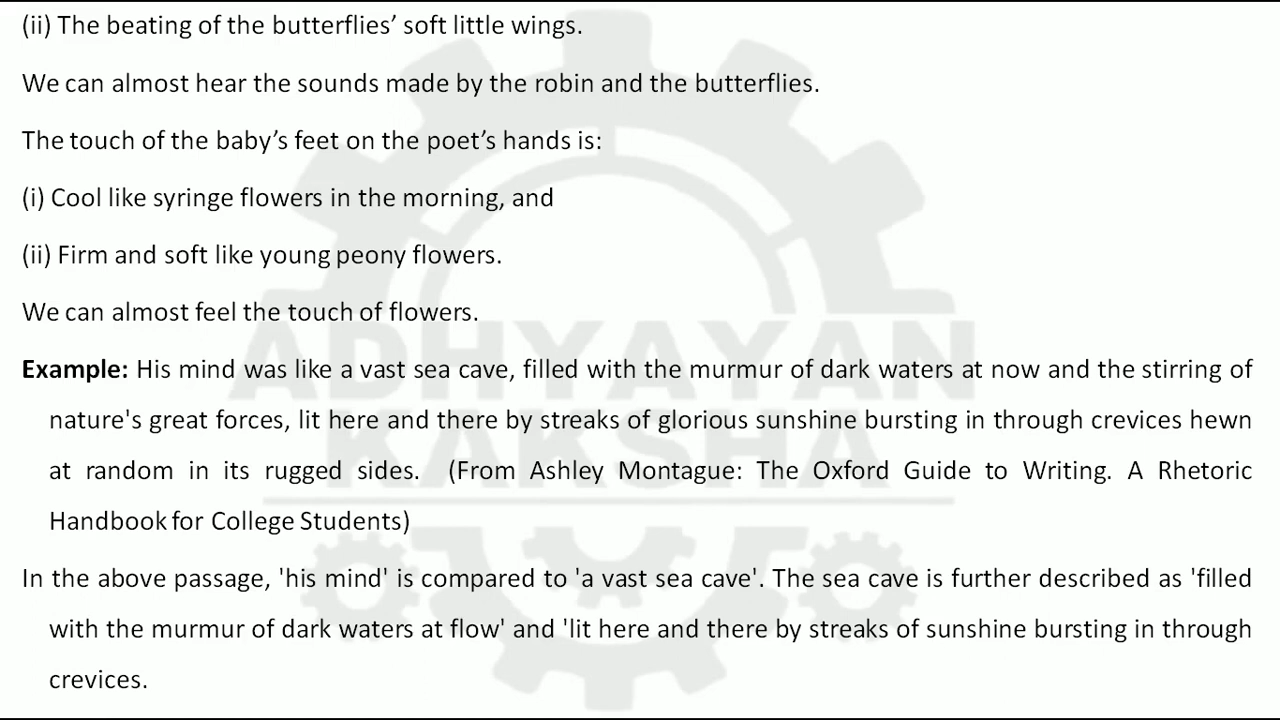 (ii) The beating of the butterflies’ soft little wings.
We can almost hear the sounds made by the robin and the butterflies.
The touch of the baby’s feet on the poet’s hands is:
(i) Cool like syringe flowers in the morning, and
(ii) Firm and soft like young peony flowers.
We can almost feel the touch of flowers.
ADHYAYAN
KAKSHA
Example: His mind was like a vast sea cave, filled with the murmur of dark waters at now and the stirring of
nature's great forces, lit here and there by streaks of glorious sunshine bursting in through crevices hewn
at random in its rugged sides. (From Ashley Montague: The Oxford Guide to Writing. A Rhetoric
Handbook for College Students)
In the above passage, 'his mind' is compared to 'a vast sea cave'. The sea cave is further described as 'filled
with the murmur of dark waters at flow' and 'lit here and there by streaks of sunshine bursting in through
crevices.